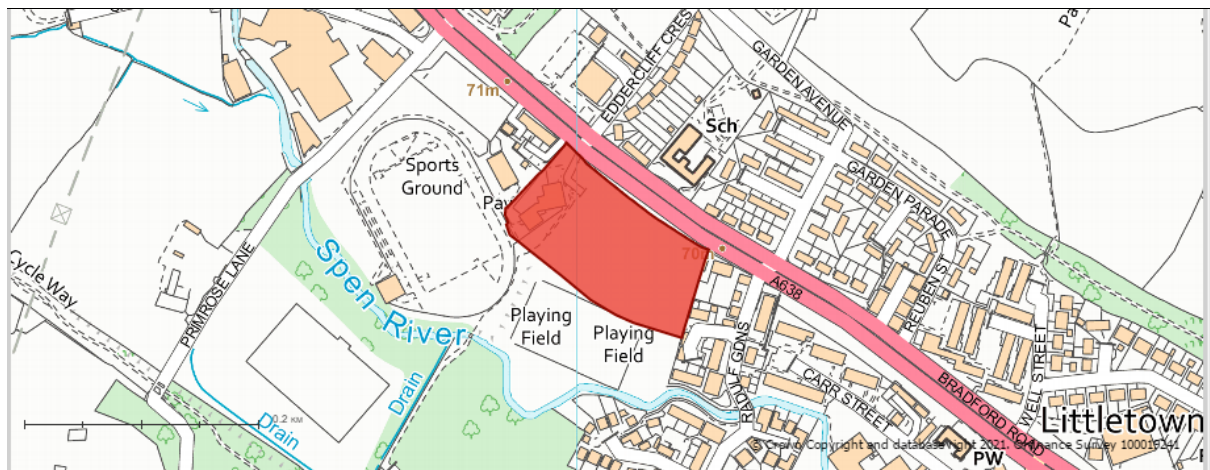 71m
EDDERCLIFF CRES
GARDEN AVENUE
Sch
Sports
Ground
GARDEN PARADE
70m
A638
Cycle Way
PRIMROSE LANE
Spen River
Playing
Field
Playing
Field
REUBEN ST
RADULF GDNS
CARR STREET
BRADFORD ROAD
WELL STREET
Drain
Drain
0.2 KM
Littletown
© Crown Copyright and database right 2021. Ordnance Survey 100019241
PW